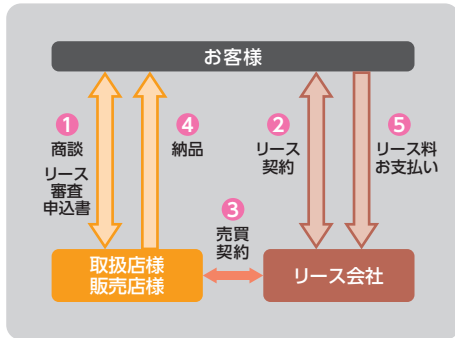 お客様
1
商談
リース
審査
申込書
4
納品
2
リース
契約
5
リース料
お支払い
3
売買
契約
取扱店様
販売店様
リース会社